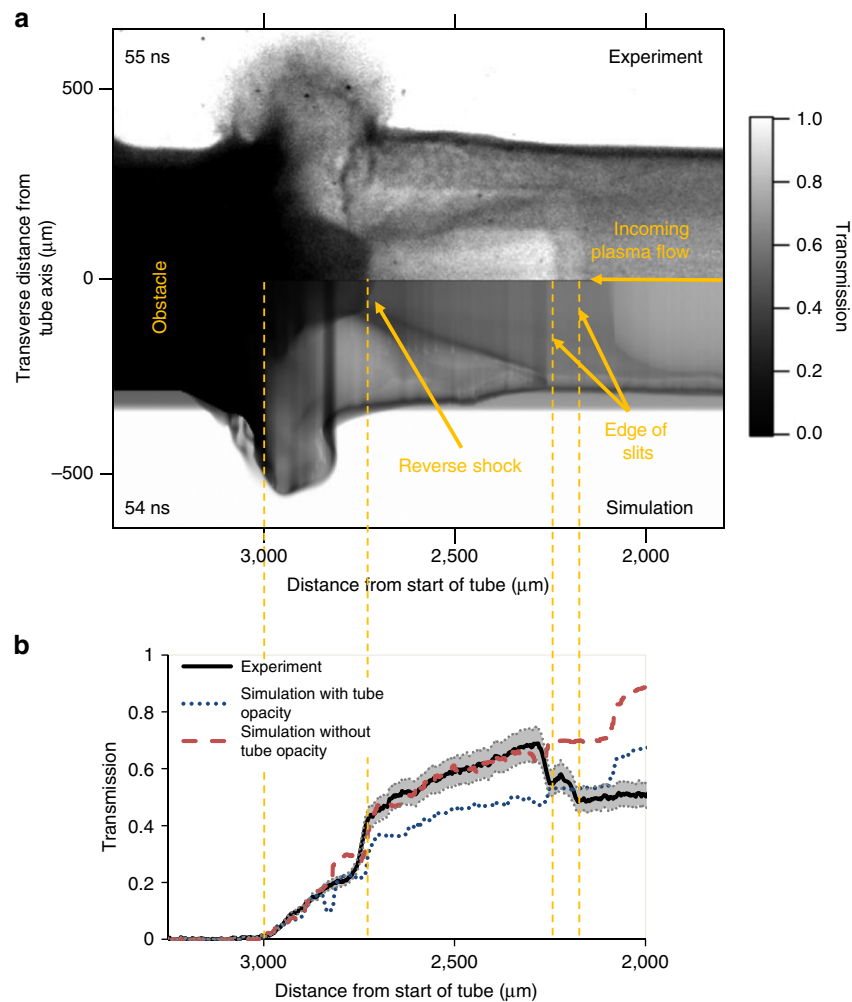 a
55 ns
Experiment
500
0
−500
Transverse distance from
tube axis (μm)
Obstacle
Incoming
plasma flow
Reverse shock
Edge of
slits
54 ns
Simulation
1.0
0.8
0.6
0.4
0.2
0.0
Transmission
3,000
2,500
2,000
Distance from start of tube (μm)
b
1
0.8
0.6
0.4
0.2
0
Transmission
Experiment
Simulation with tube
opacity
Simulation without
tube opacity
3,000
2,500
2,000
Distance from start of tube (μm)